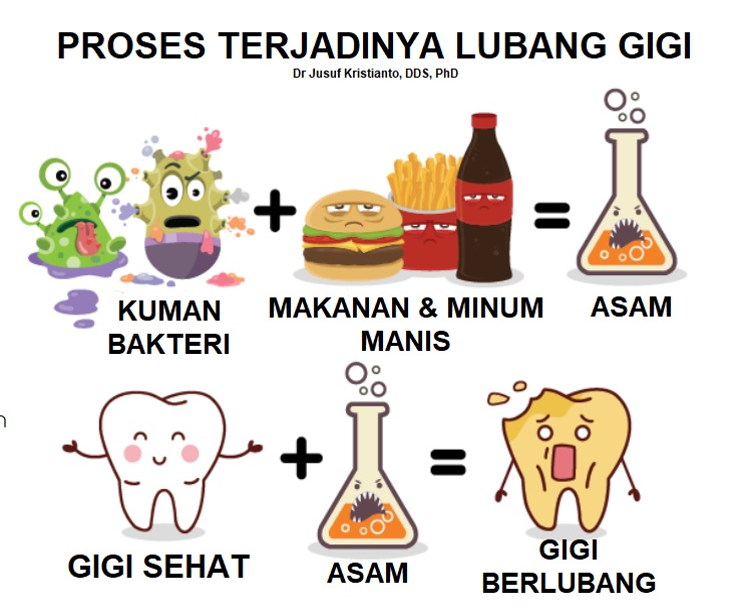 PROSES TERJADINYA LUBANG GIGI
Dr Jusuf Kristianto, DDS, PhD
KUMAN
BAKTERI
MAKANAN & MINUM
MANIS
ASAM
GIGI SEHAT
ASAM
GIGI
BERLUBANG